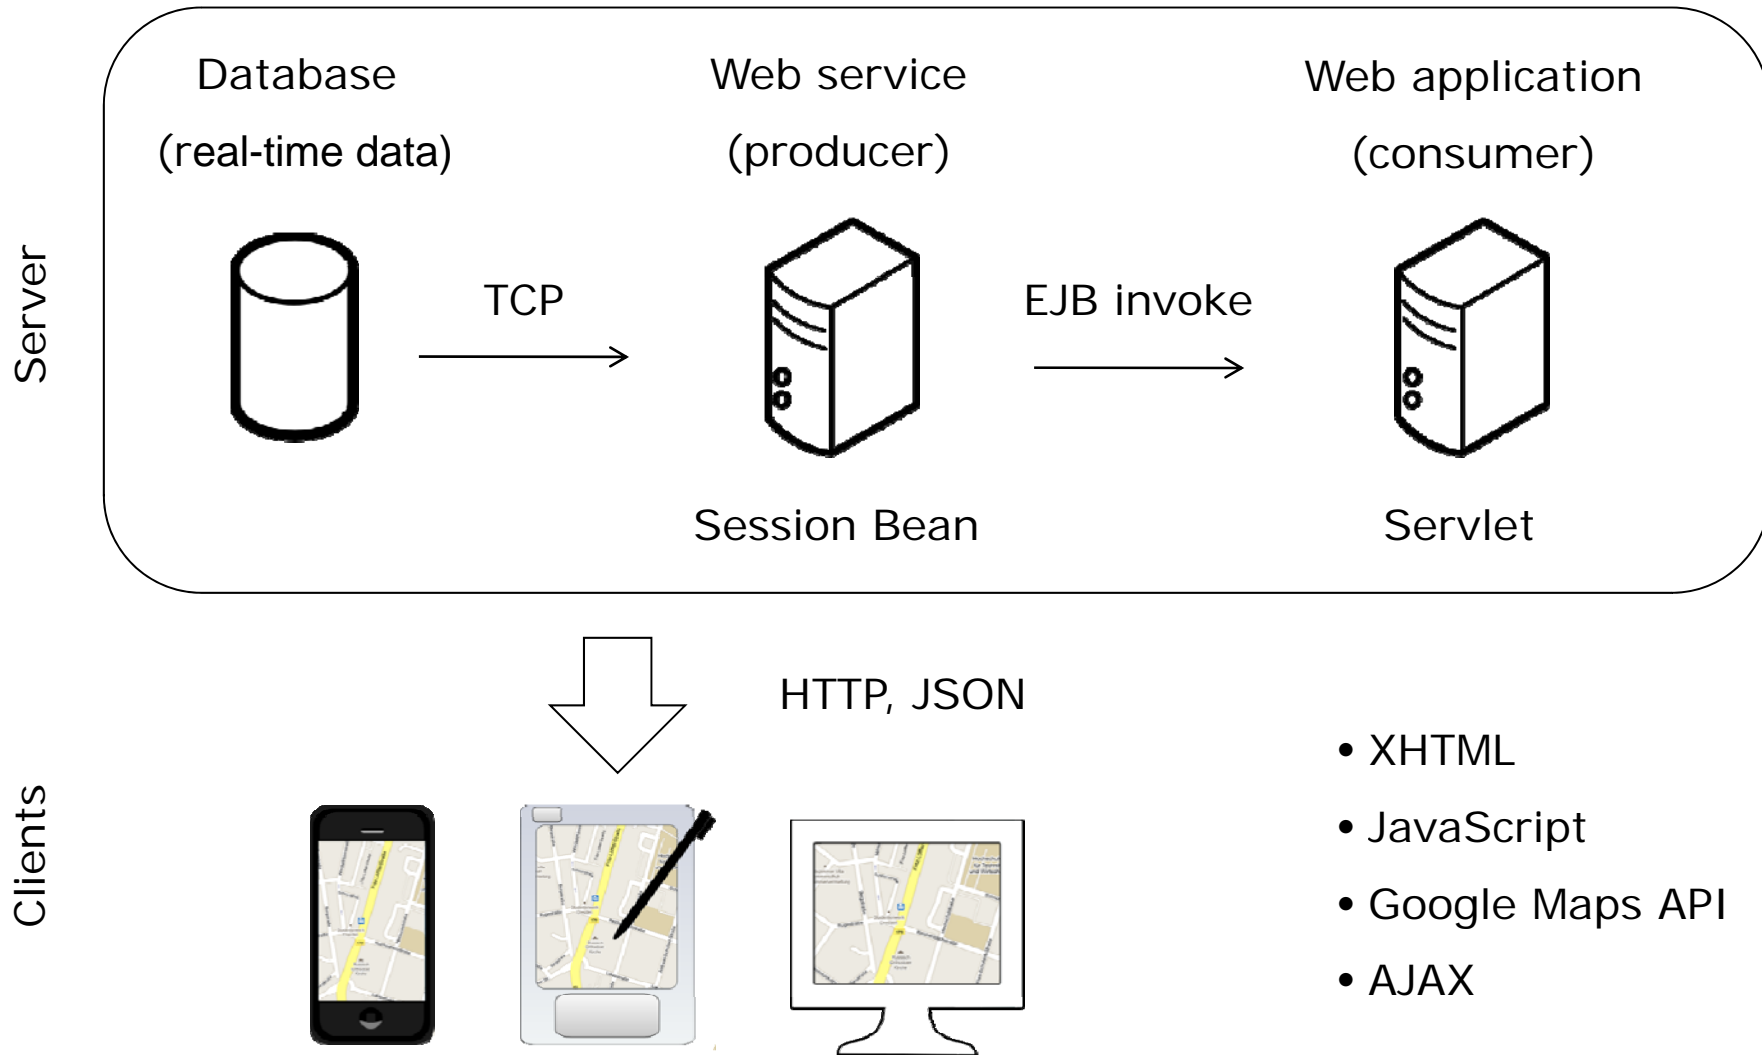 Server
Database
(real-time data)
Web service
(producer)
Web application
(consumer)
TCP
EJB invoke
Session Bean
Servlet
HTTP, JSON
Clients
• XHTML
• JavaScript
• Google Maps API
• AJAX